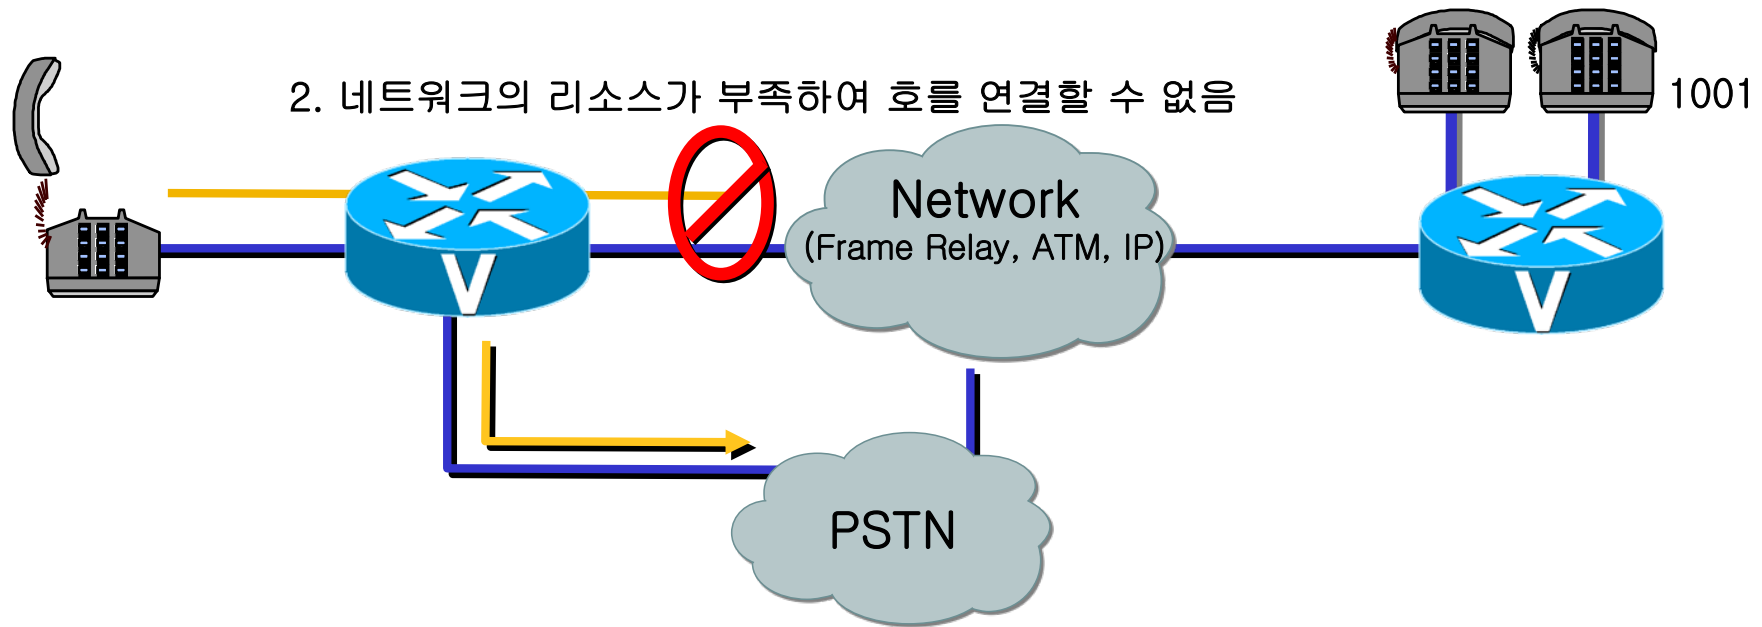 2. 네트워크의 리소스가 부족하여 호를 연결할 수 없음
1001
Network
(Frame Relay, ATM, IP)
V
V
PSTN